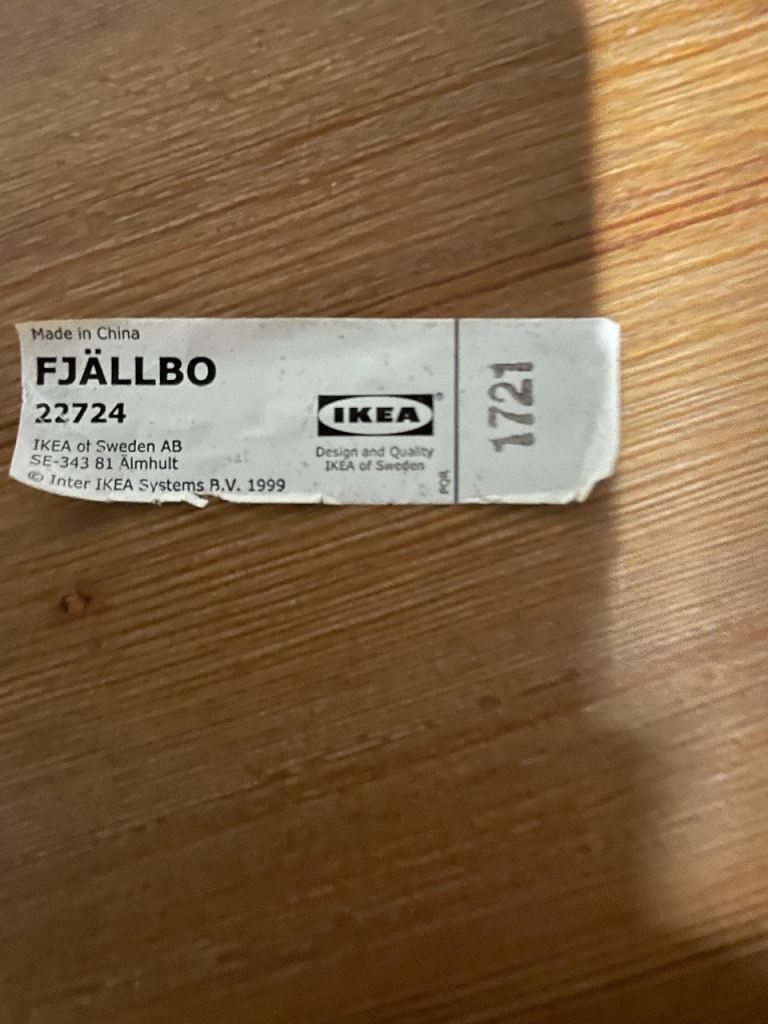 Made in China
FJÄLLBO
22724
IKEA of Sweden AB
SE-343 81 Älmhult
© Inter IKEA Systems B.V. 1999
IKEA®
Design and Quality
IKEA of Sweden
PQR
1721